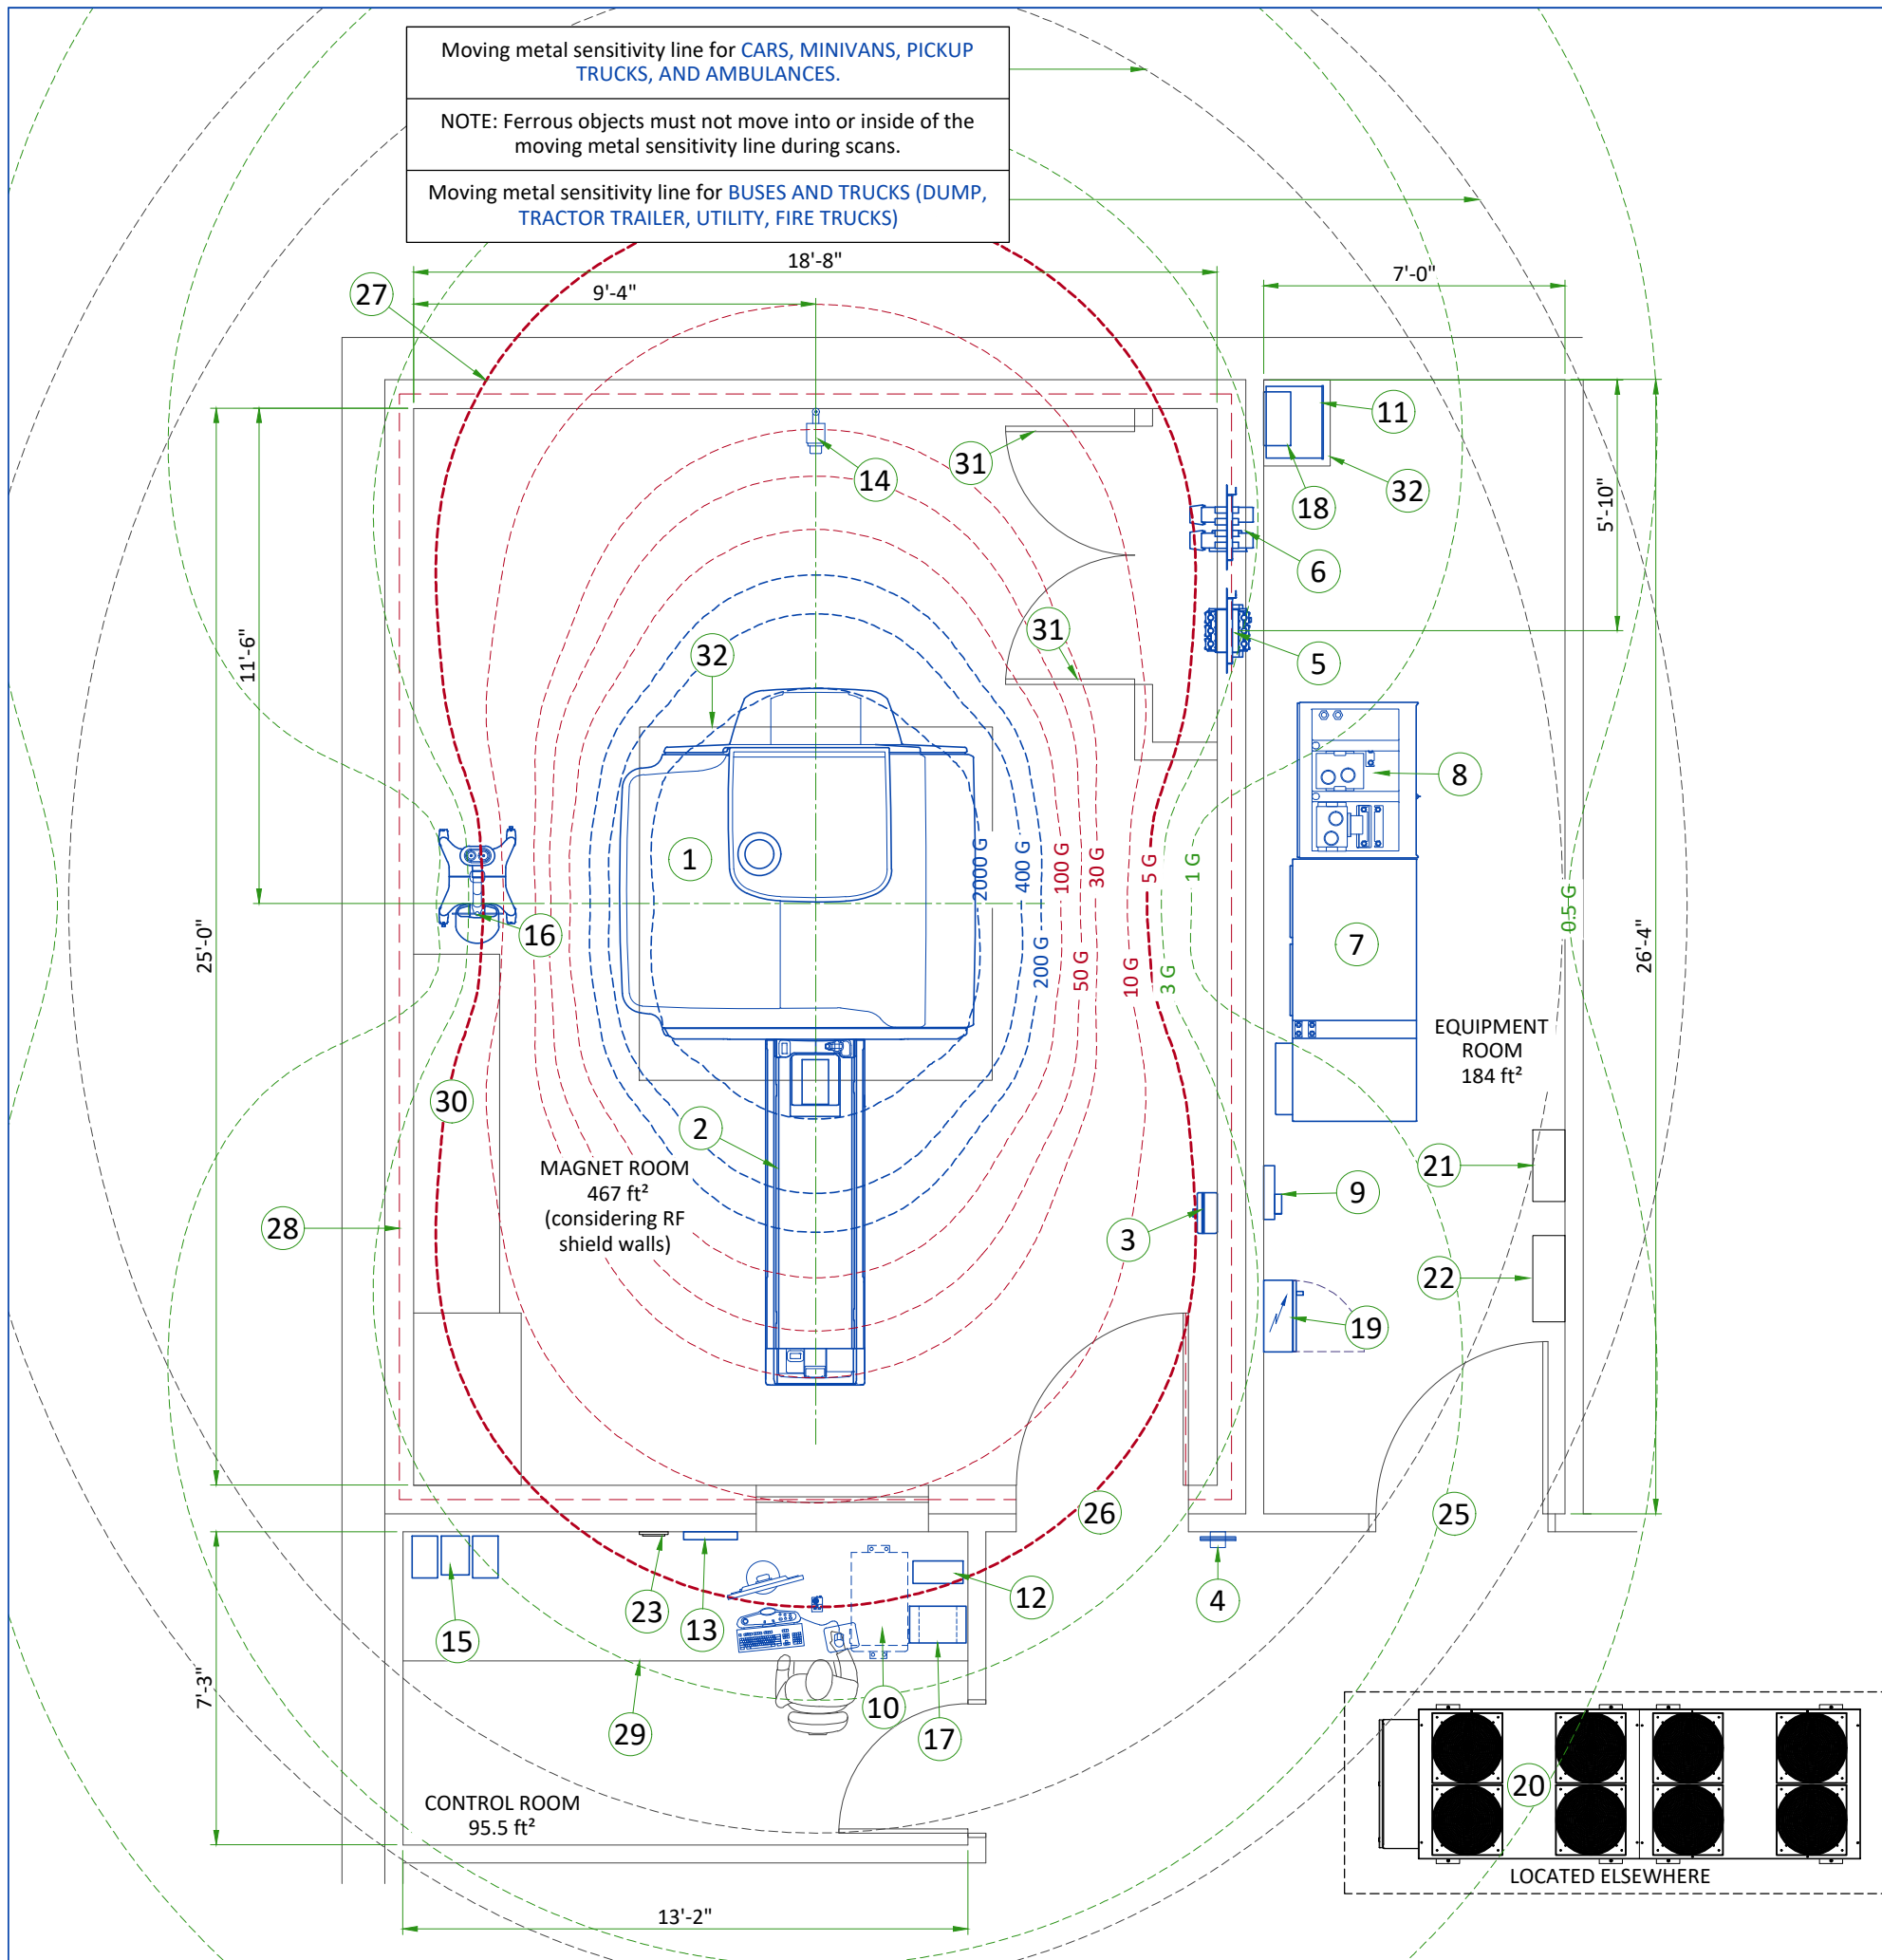 Moving metal sensitivity line for CARS, MINIVANS, PICKUP
TRUCKS, AND AMBULANCES.
NOTE: Ferrous objects must not move into or inside of the
moving metal sensitivity line during scans.
Moving metal sensitivity line for BUSES AND TRUCKS (DUMP,
TRACTOR TRAILER, UTILITY, FIRE TRUCKS)
18'-8"
7'-0"
9'-4"
27
11
31
14
32
18
5'-10"
6
31
32
5
11'-6"
8
1
2000 G
400 G
200 G
100 G
50 G
30 G
10 G
5 G
3 G
1 G
0.5 G
16
7
25'-0"
26'-4"
EQUIPMENT
ROOM
184 ft²
30
2
MAGNET ROOM
467 ft²
(considering RF
shield walls)
21
9
28
3
22
19
26
25
12
4
23
13
15
7'-3"
10
29
17
20
CONTROL ROOM
95.5 ft²
LOCATED ELSEWHERE
13'-2"